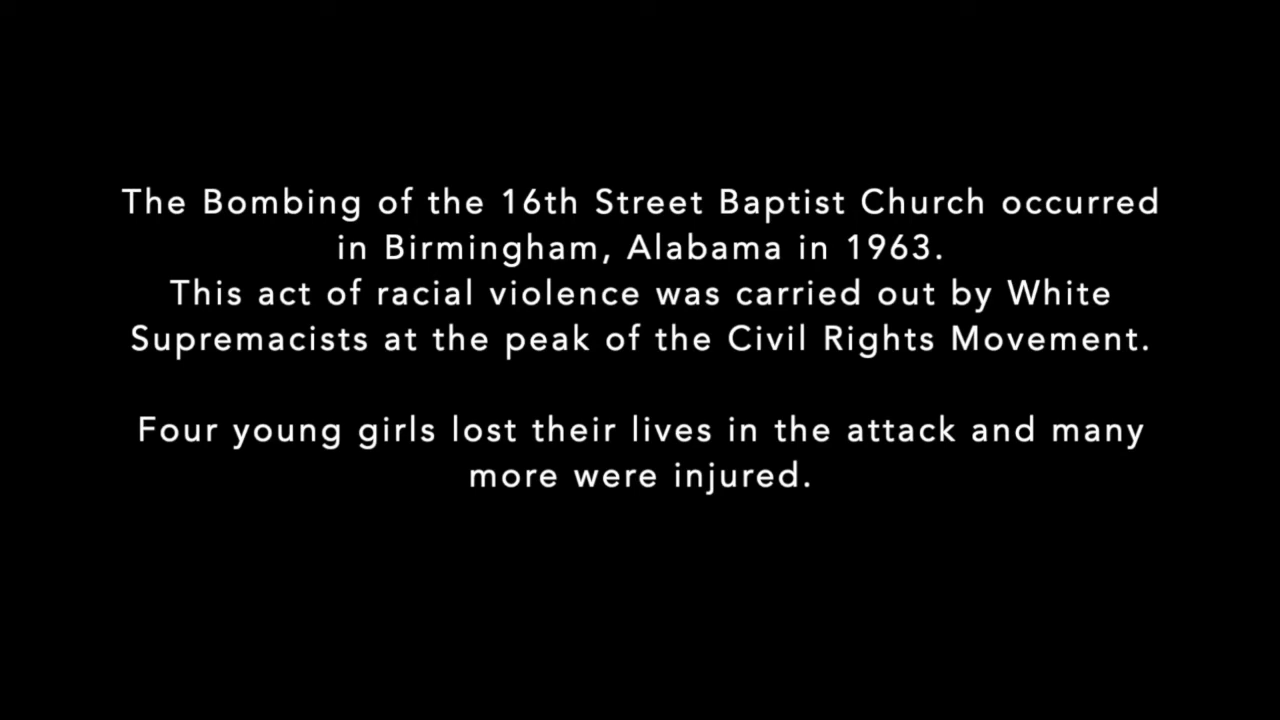 The Bombing of the 16th Street Baptist Church occurred
in Birmingham, Alabama in 1963.
This act of racial violence was carried out by White
Supremacists at the peak of the Civil Rights Movement.
Four young girls lost their lives in the attack and many
more were injured.